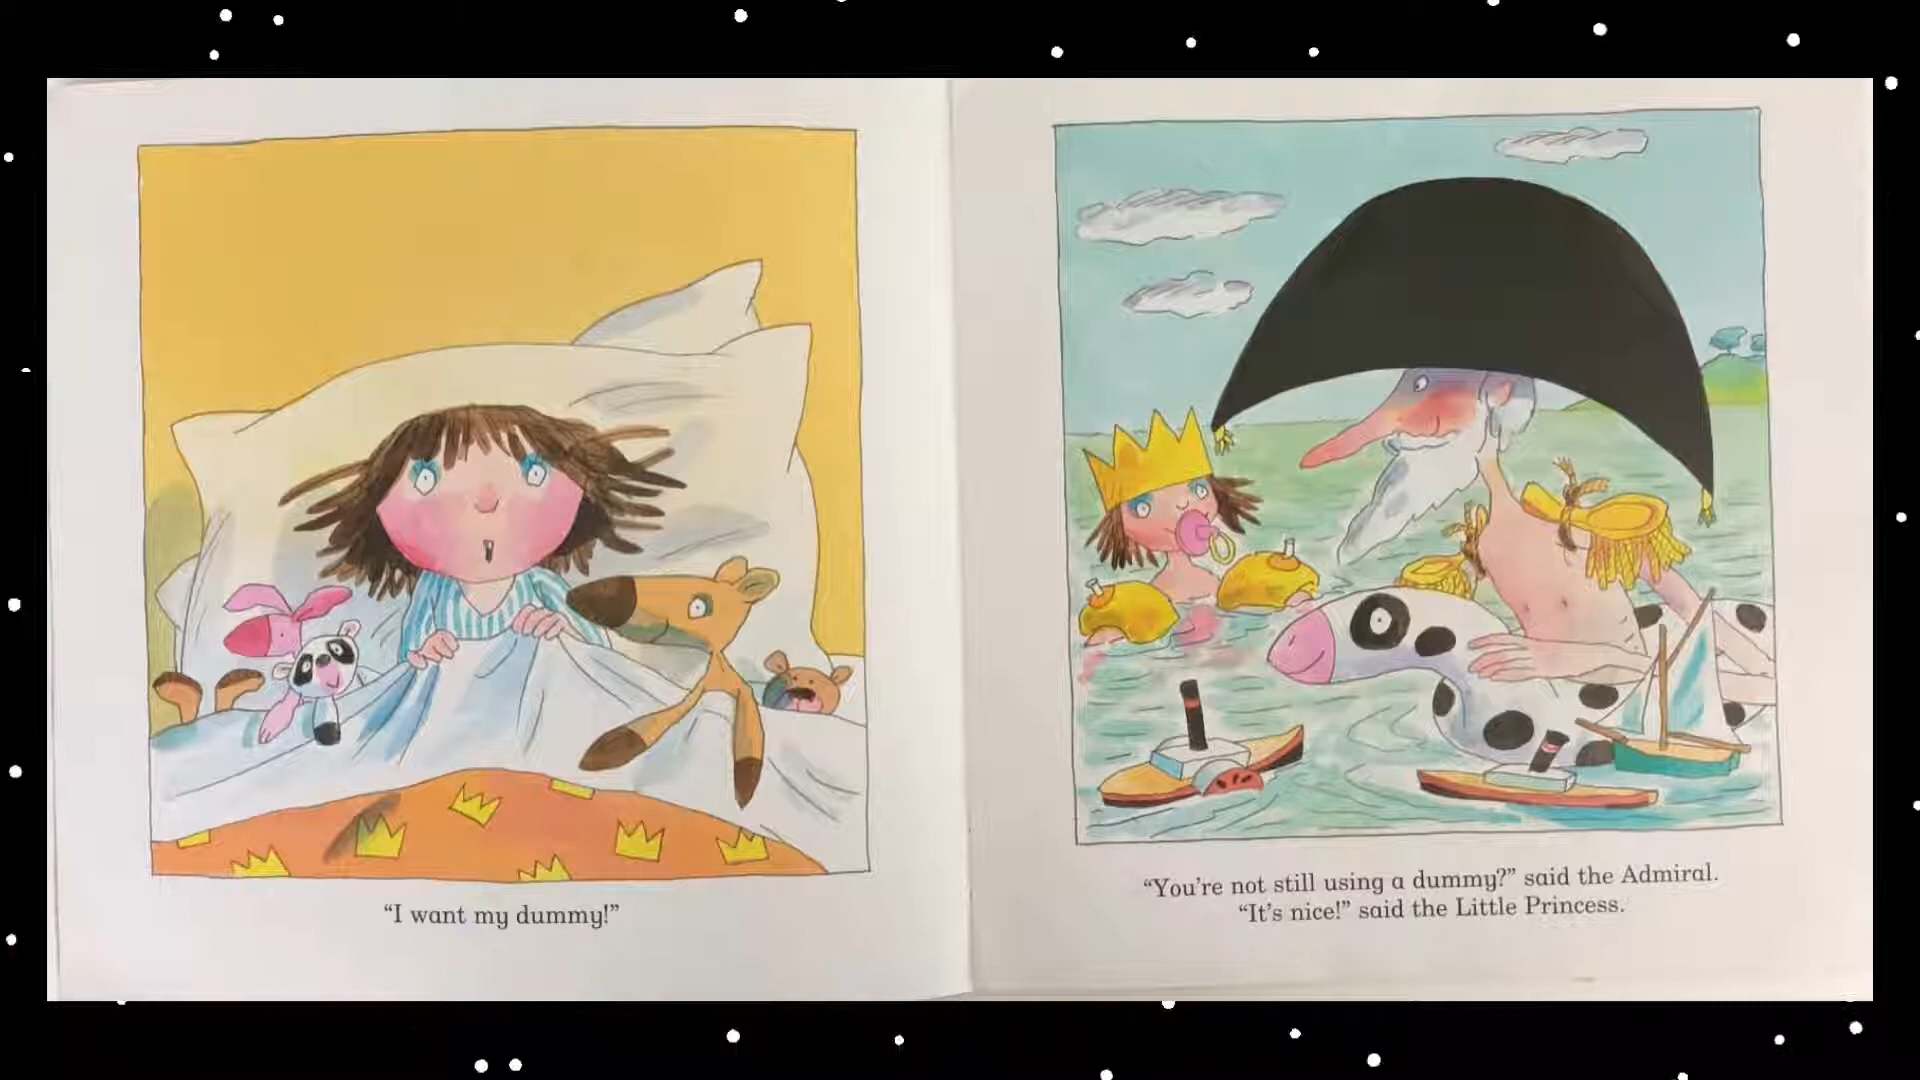 “I want my dummy!”
“You’re not still using a dummy?” said the Admiral.
“It’s nice!” said the Little Princess.